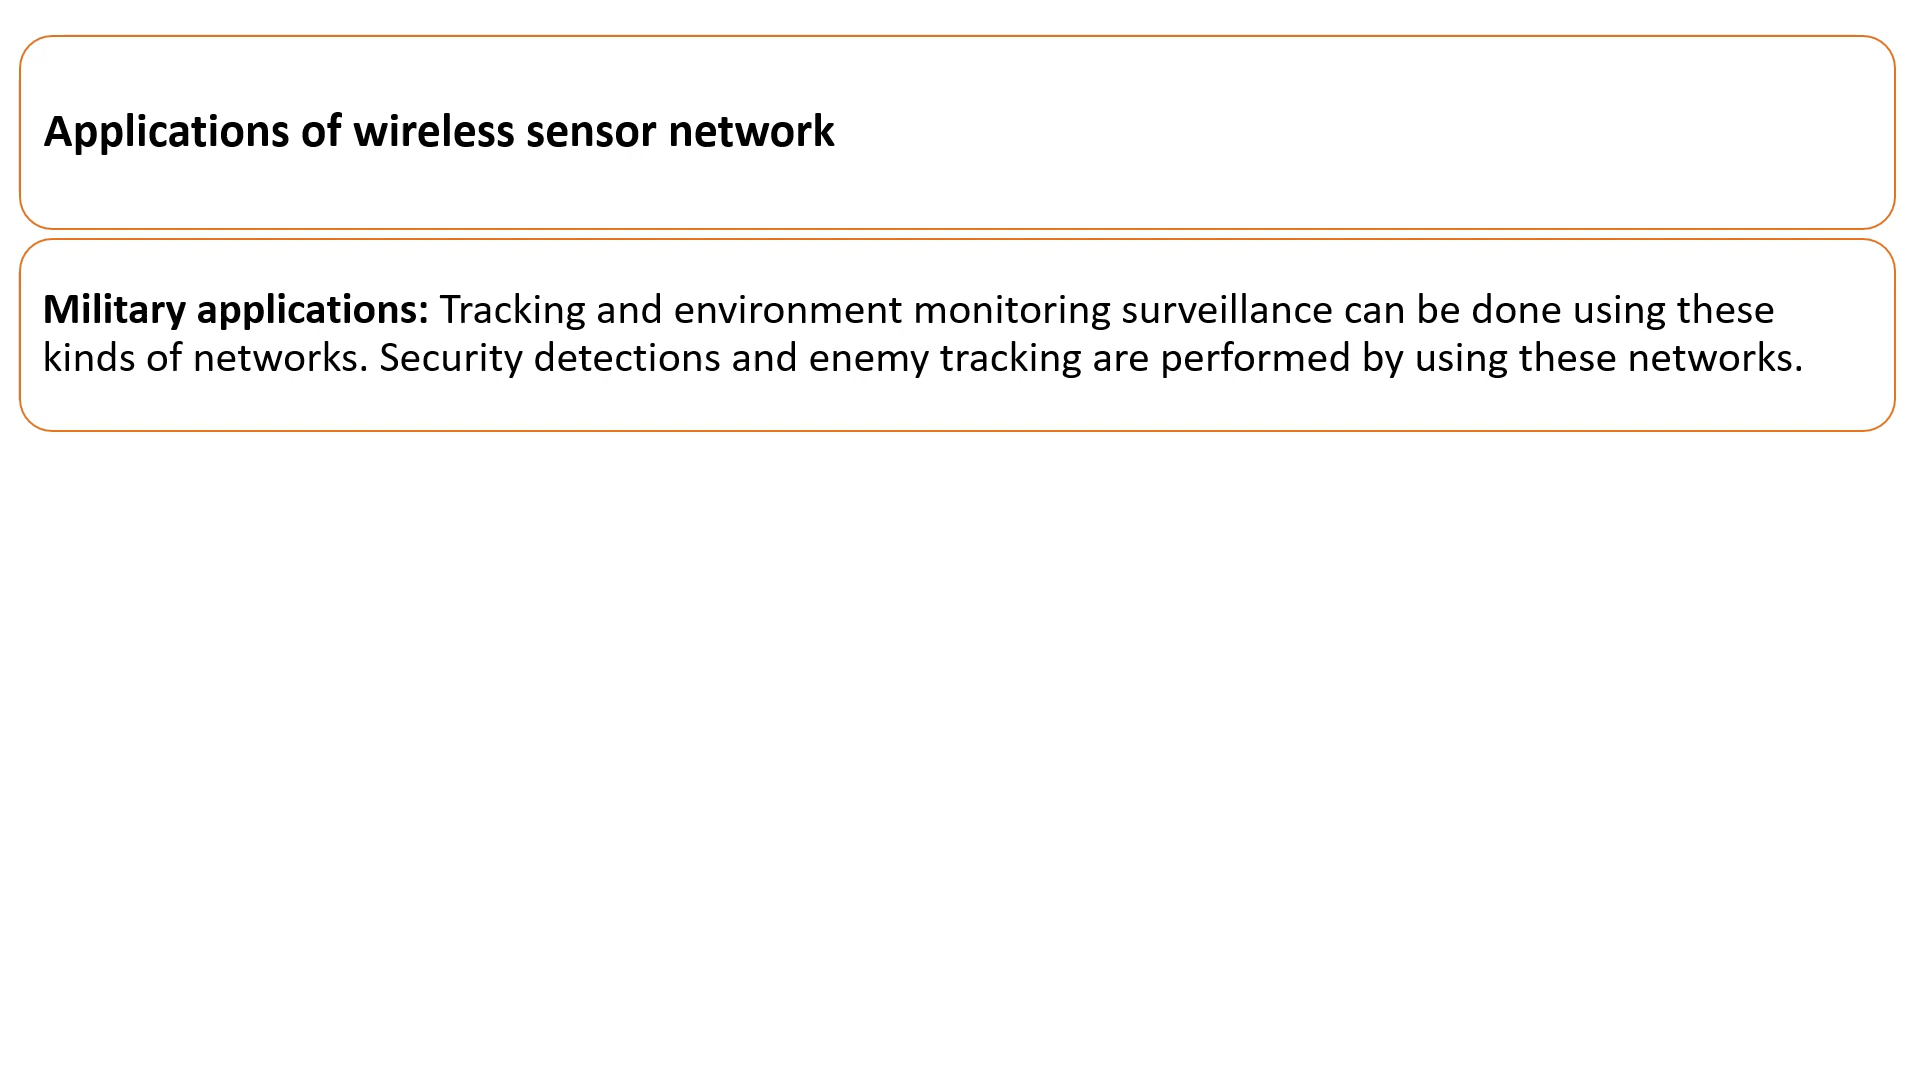 Applications of wireless sensor network
Military applications: Tracking and environment monitoring surveillance can be done using these
kinds of networks. Security detections and enemy tracking are performed by using these networks.